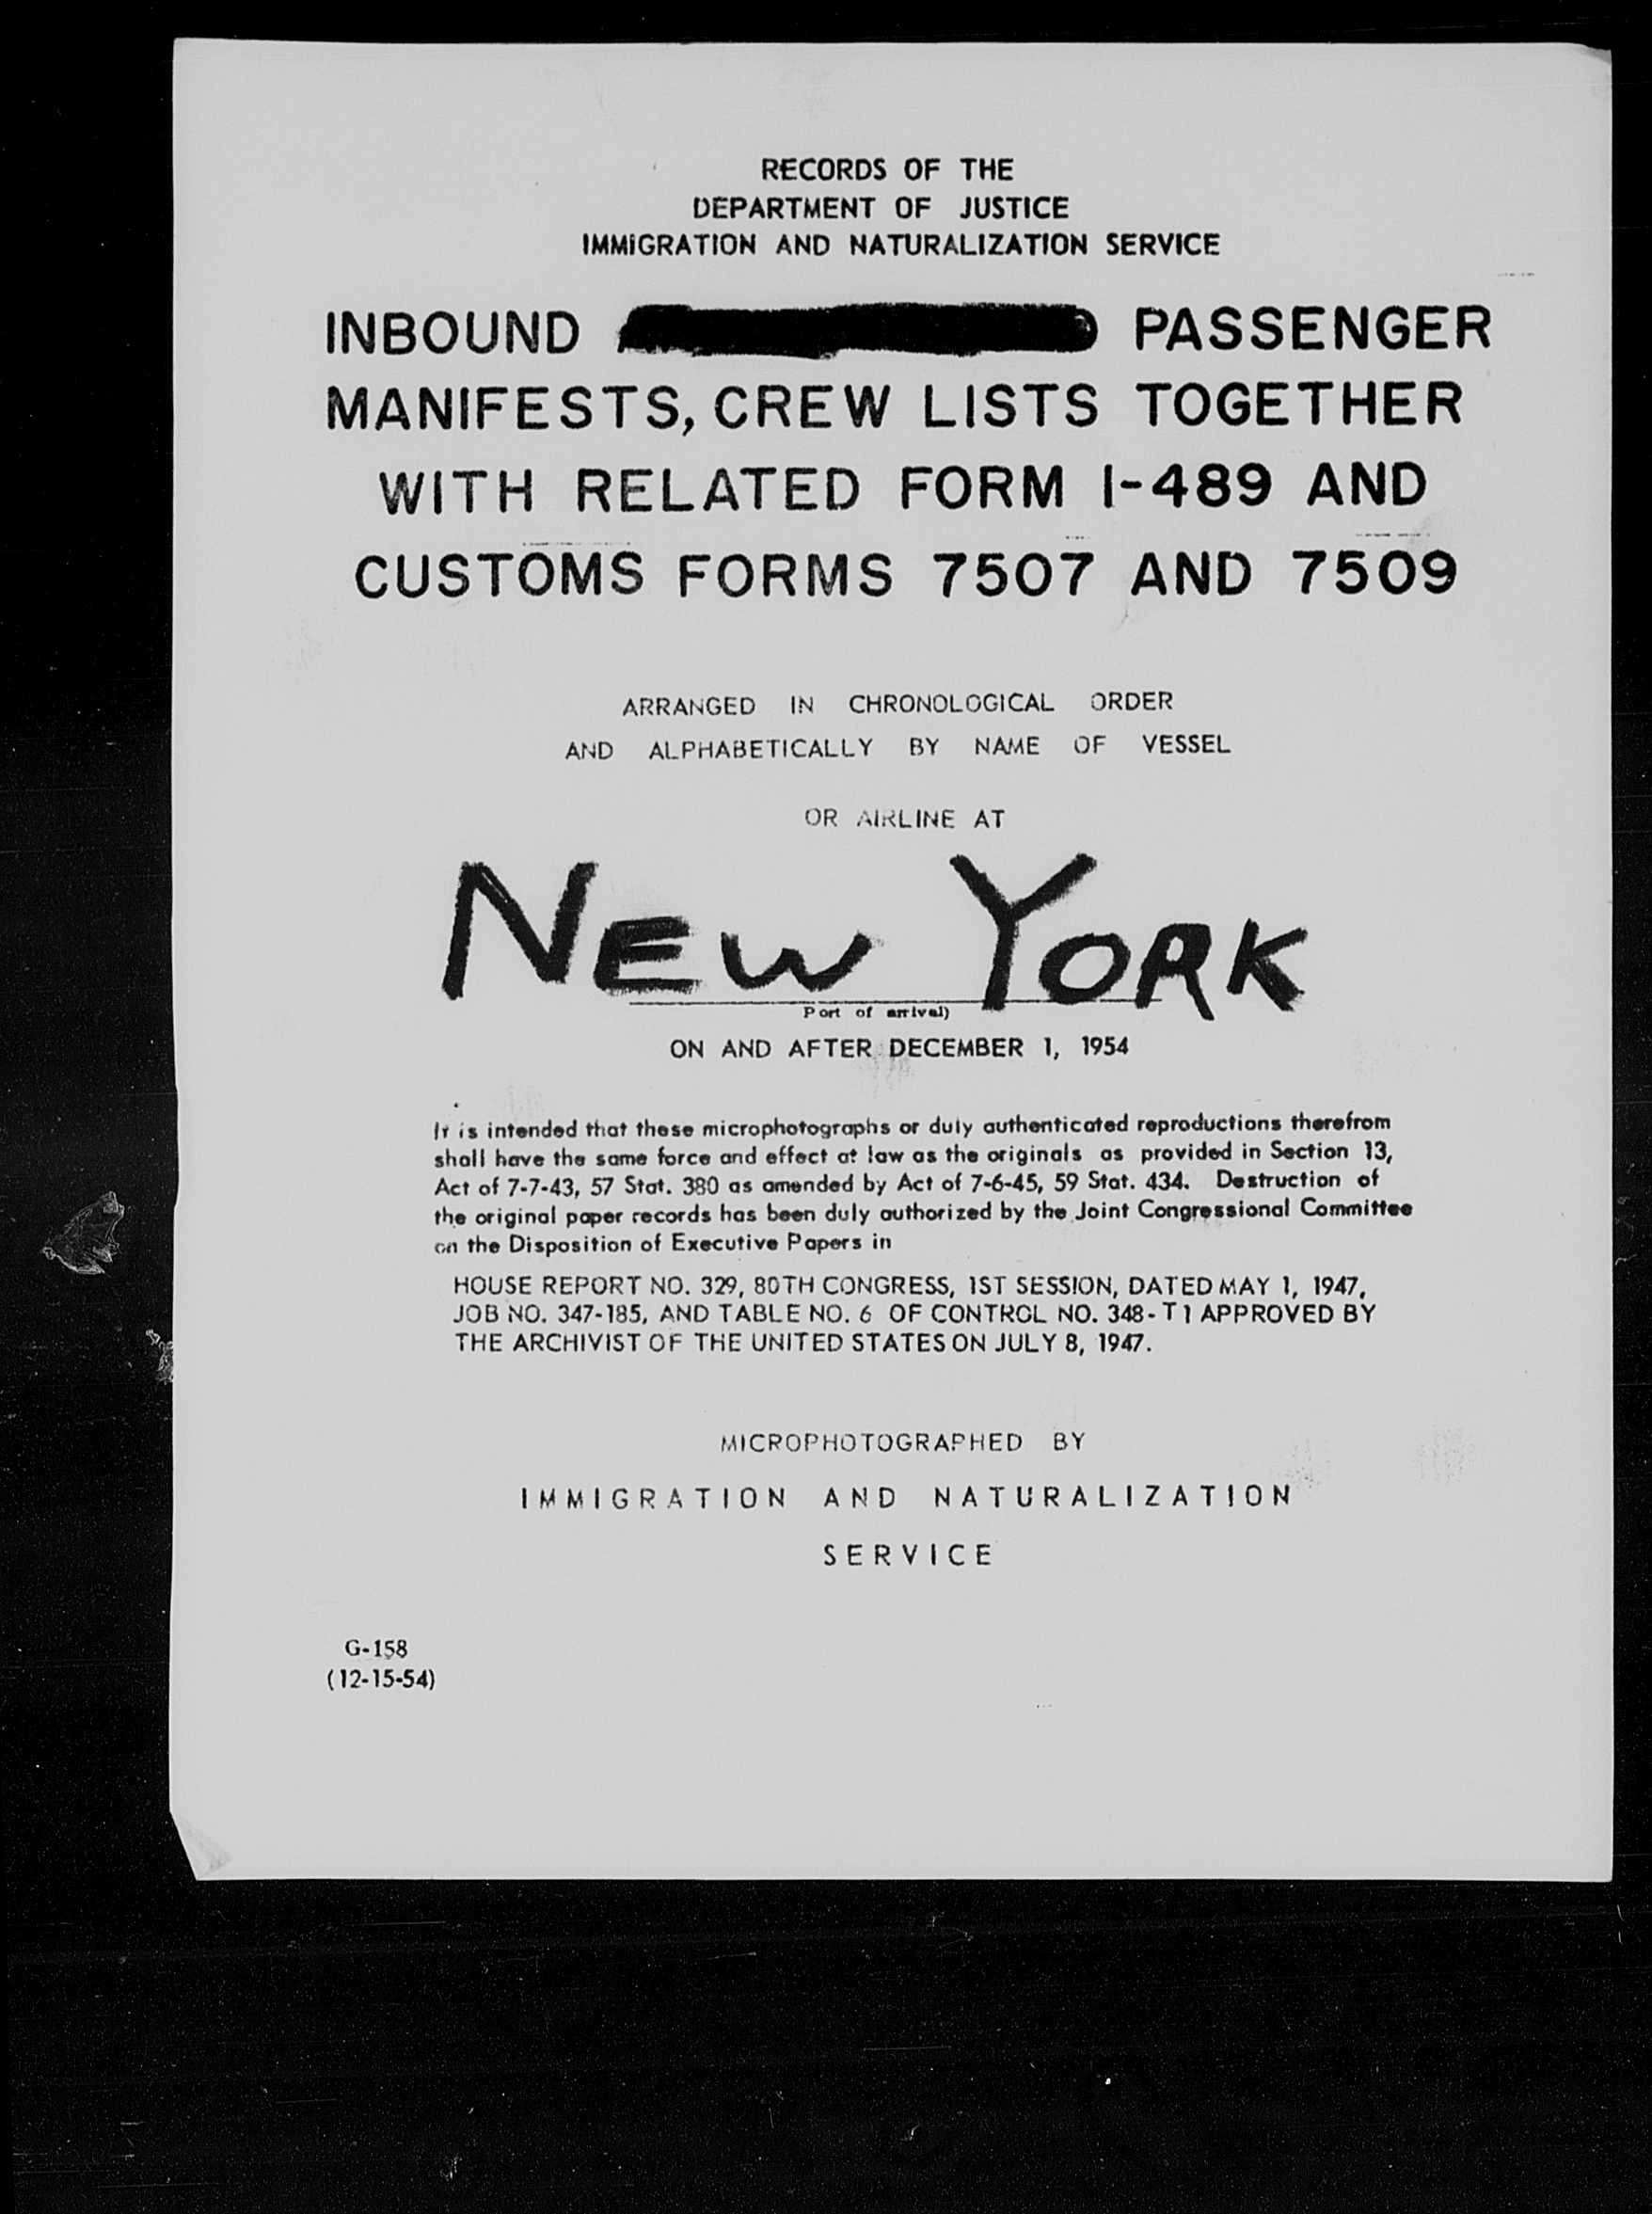 RECORDS OF THE
DEPARTMENT OF JUSTICE
IMMIGRATION AND NATURALIZATION SERVICE
INBOUND PASSENGER
MANIFESTS, CREW LISTS TOGETHER
WITH RELATED FORM I-489 AND
CUSTOMS FORMS 7507 AND 7509
ARRANGED IN CHRONOLOGICAL ORDER
AND ALPHABETICALLY BY NAME OF VESSEL
OR AIRLINE AT
NEW YORK
Port of arrival)
ON AND AFTER DECEMBER 1, 1954
It is intended that these microphotographs or duly authenticated reproductions therefrom
shall have the same force and effect at law as the originals as provided in Section 13,
Act of 7-7-43, 57 Stat. 380 as amended by Act of 7-6-45, 59 Stat. 434. Destruction of
the original paper records has been duly authorized by the Joint Congressional Committee
on the Disposition of Executive Papers in
HOUSE REPORT NO. 329, 80TH CONGRESS, 1ST SESSION, DATED MAY 1, 1947,
JOB NO. 347-185, AND TABLE NO. 6 OF CONTROL NO. 348-T1 APPROVED BY
THE ARCHIVIST OF THE UNITED STATES ON JULY 8, 1947.
MICROPHOTOGRAPHED BY
IMMIGRATION AND NATURALIZATION
SERVICE
G-158
(12-15-54)